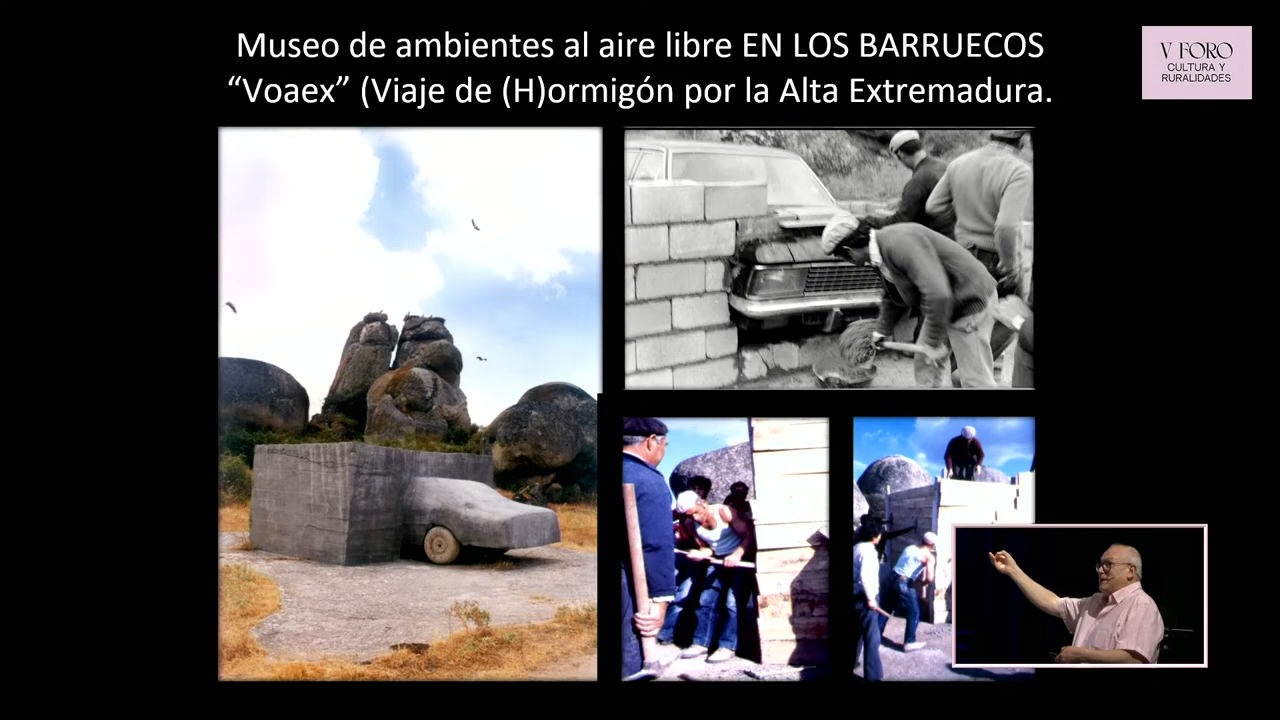 Museo de ambientes al aire libre EN LOS BARRUECOS
“Voaex” (Viaje de (H)ormigón por la Alta Extremadura.
V FORO
CULTURA Y
RURALIDADES